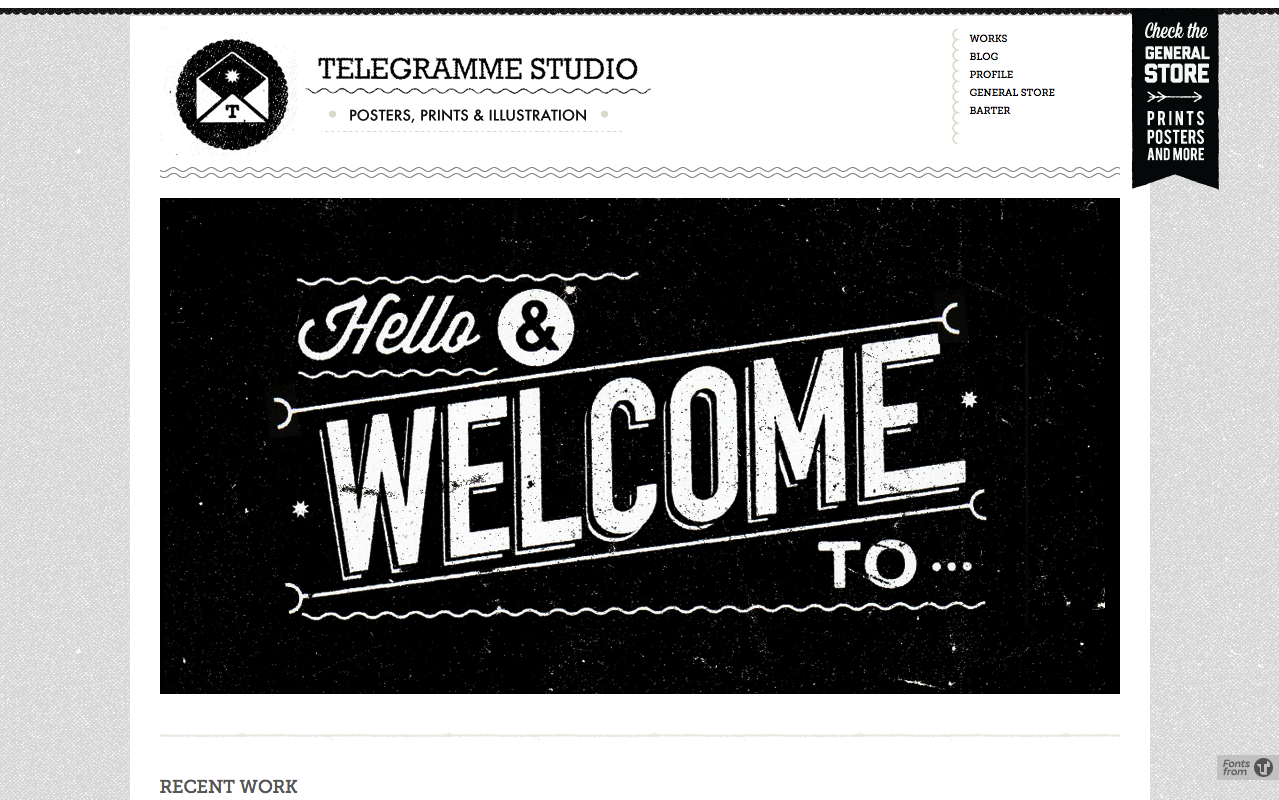 T
TELEGRAMME STUDIO
POSTERS, PRINTS & ILLUSTRATION
WORKS
BLOG
PROFILE
GENERAL STORE
BARTER
Check the
GENERAL
STORE
PRINTS
POSTERS
AND MORE
Hello &
WELCOME
TO...
RECENT WORK
Fonts
from